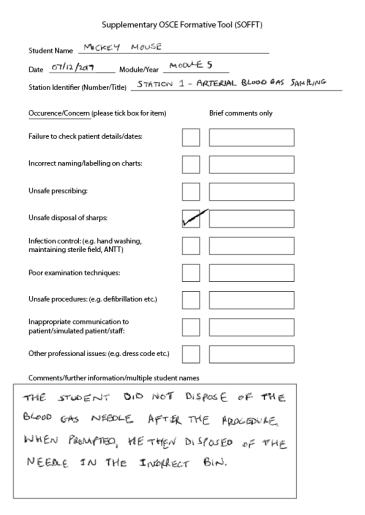 Supplementary OSCE Formative Tool (SOFFT)
Student Name MICKEY MOUSE
Date 07/12/2017 Module/Year MODULE 5
Station Identifier (Number/Title) STATION 1 - ARTERIAL BLOOD GAS SAMPLING
Occurence/Concern (please tick box for item) Brief comments only
Failure to check patient details/dates:
Incorrect naming/labelling on charts:
Unsafe prescribing:
Unsafe disposal of sharps:
Infection control: (e.g. hand washing,
maintaining sterile field, ANTT)
Poor examination techniques:
Unsafe procedures: (e.g. defibrillation etc.)
Inappropriate communication to
patient/simulated patient/staff:
Other professional issues: (e.g. dress code etc.)
Comments/further information/multiple student names
THE STUDENT DID NOT DISPOSE OF THE
BLOOD GAS NEEDLE AFTER THE PROCEDURE.
WHEN PROMPTED, HE THEN DISPOSED OF THE
NEEDLE IN THE INCORRECT BIN.